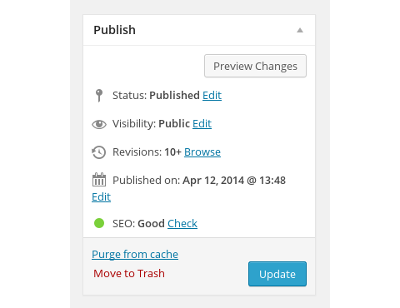 Publish
Preview Changes
Status: Published Edit
Visibility: Public Edit
Revisions: 10+ Browse
Published on: Apr 12, 2014 @ 13:48
Edit
SEO: Good Check
Purge from cache
Move to Trash
Update